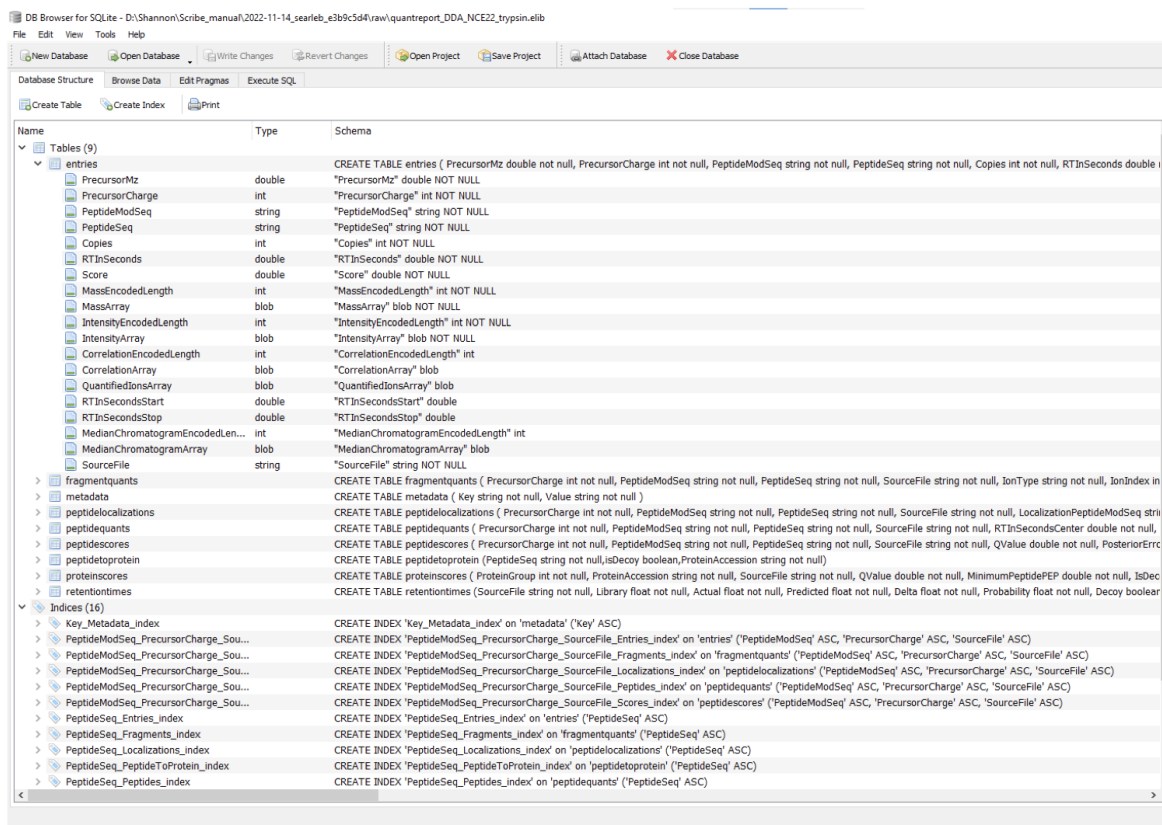 DB Browser for SQLite - D:\Shannon\Scribe_manual\2022-11-14_searleb_e3b9c5d4\raw\quantreport_DDA_NCE22_trypsin.elib
File Edit View Tools Help
New Database Open Database Write Changes Revert Changes Open Project Save Project Attach Database Close Database
Database Structure Browse Data Edit Pragmas Execute SQL
Create Table Create Index Print
Name Type Schema
Tables (9)
entries CREATE TABLE entries ( PrecursorMz double not null, PrecursorCharge int not null, PeptideModSeq string not null, PeptideSeq string not null, Copies int not null, RTInSeconds double
PrecursorMz double "PrecursorMz" double NOT NULL
PrecursorCharge int "PrecursorCharge" int NOT NULL
PeptideModSeq string "PeptideModSeq" string NOT NULL
PeptideSeq string "PeptideSeq" string NOT NULL
Copies int "Copies" int NOT NULL
RTInSeconds double "RTInSeconds" double NOT NULL
Score double "Score" double NOT NULL
MassEncodedLength int "MassEncodedLength" int NOT NULL
MassArray blob "MassArray" blob NOT NULL
IntensityEncodedLength int "IntensityEncodedLength" int NOT NULL
IntensityArray blob "IntensityArray" blob NOT NULL
CorrelationEncodedLength int "CorrelationEncodedLength" int
CorrelationArray blob "CorrelationArray" blob
QuantifiedIonsArray blob "QuantifiedIonsArray" blob
RTInSecondsStart double "RTInSecondsStart" double
RTInSecondsStop double "RTInSecondsStop" double
MedianChromatogramEncodedLen... int "MedianChromatogramEncodedLength" int
MedianChromatogramArray blob "MedianChromatogramArray" blob
SourceFile string "SourceFile" string NOT NULL
fragmentquants CREATE TABLE fragmentquants ( PrecursorCharge int not null, PeptideModSeq string not null, PeptideSeq string not null, SourceFile string not null, IonType string not null, IonIndex in
metadata CREATE TABLE metadata ( Key string not null, Value string not null )
peptidelocalizations CREATE TABLE peptidelocalizations ( PrecursorCharge int not null, PeptideModSeq string not null, PeptideSeq string not null, SourceFile string not null, LocalizationPeptideModSeq stri
peptidequants CREATE TABLE peptidequants ( PrecursorCharge int not null, PeptideModSeq string not null, PeptideSeq string not null, SourceFile string not null, RTInSecondsCenter double not null,
peptidescores CREATE TABLE peptidescores ( PrecursorCharge int not null, PeptideModSeq string not null, PeptideSeq string not null, SourceFile string not null, QValue double not null, PosteriorErrc
peptidetoprotein CREATE TABLE peptidetoprotein (PeptideSeq string not null,isDecoy boolean,ProteinAccession string not null)
proteinscores CREATE TABLE proteinscores ( ProteinGroup int not null, ProteinAccession string not null, SourceFile string not null, QValue double not null, MinimumPeptidePEP double not null, IsDec
retentiontimes CREATE TABLE retentiontimes (SourceFile string not null, Library float not null, Actual float not null, Predicted float not null, Delta float not null, Probability float not null, Decoy boolear
Indices (16)
Key_Metadata_index CREATE INDEX 'Key_Metadata_index' on 'metadata' ('Key' ASC)
PeptideModSeq_PrecursorCharge_Sou... CREATE INDEX 'PeptideModSeq_PrecursorCharge_SourceFile_Entries_index' on 'entries' ('PeptideModSeq' ASC, 'PrecursorCharge' ASC, 'SourceFile' ASC)
PeptideModSeq_PrecursorCharge_Sou... CREATE INDEX 'PeptideModSeq_PrecursorCharge_SourceFile_Fragments_index' on 'fragmentquants' ('PeptideModSeq' ASC, 'PrecursorCharge' ASC, 'SourceFile' ASC)
PeptideModSeq_PrecursorCharge_Sou... CREATE INDEX 'PeptideModSeq_PrecursorCharge_SourceFile_Localizations_index' on 'peptidelocalizations' ('PeptideModSeq' ASC, 'PrecursorCharge' ASC, 'SourceFile' ASC)
PeptideModSeq_PrecursorCharge_Sou... CREATE INDEX 'PeptideModSeq_PrecursorCharge_SourceFile_Peptides_index' on 'peptidequants' ('PeptideModSeq' ASC, 'PrecursorCharge' ASC, 'SourceFile' ASC)
PeptideModSeq_PrecursorCharge_Sou... CREATE INDEX 'PeptideModSeq_PrecursorCharge_SourceFile_Scores_index' on 'peptidescores' ('PeptideModSeq' ASC, 'PrecursorCharge' ASC, 'SourceFile' ASC)
PeptideSeq_Entries_index CREATE INDEX 'PeptideSeq_Entries_index' on 'entries' ('PeptideSeq' ASC)
PeptideSeq_Fragments_index CREATE INDEX 'PeptideSeq_Fragments_index' on 'fragmentquants' ('PeptideSeq' ASC)
PeptideSeq_Localizations_index CREATE INDEX 'PeptideSeq_Localizations_index' on 'peptidelocalizations' ('PeptideSeq' ASC)
PeptideSeq_PeptideToProtein_index CREATE INDEX 'PeptideSeq_PeptideToProtein_index' on 'peptidetoprotein' ('PeptideSeq' ASC)
PeptideSeq_Peptides_index CREATE INDEX 'PeptideSeq_Peptides_index' on 'peptidequants' ('PeptideSeq' ASC)